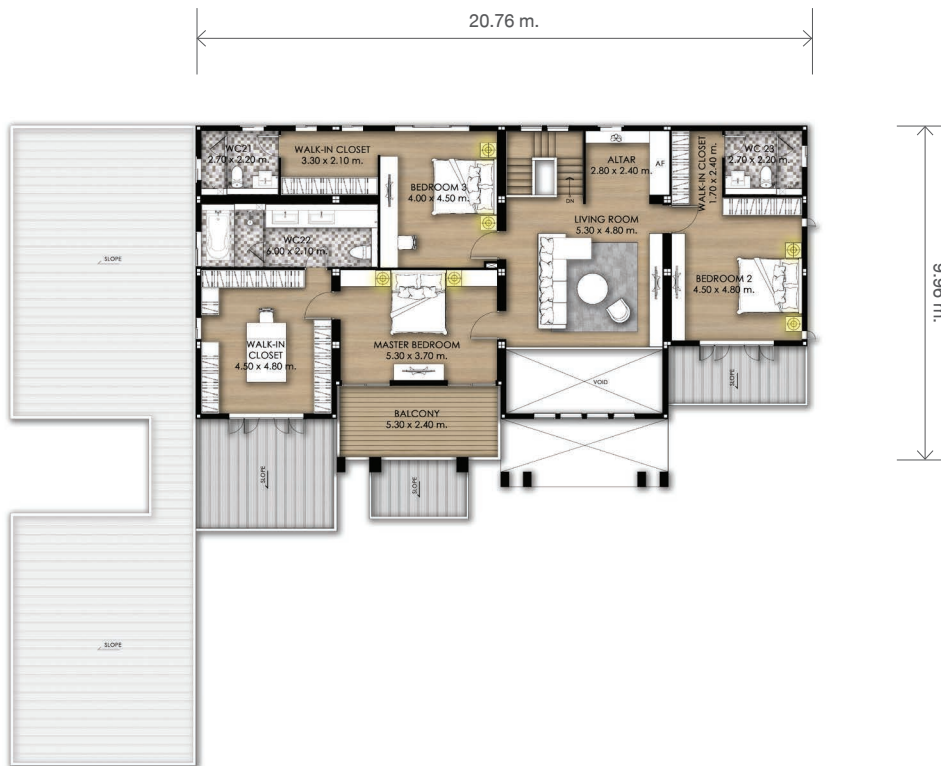 20.76 m.
WC21
2.70 x 2.20 m.
WALK-IN CLOSET
3.30 x 2.10 m.
BEDROOM 3
4.00 x 4.50 m.
ALTAR
2.80 x 2.40 m.
AF
DN
WALK-IN CLOSET
1.70 x 2.40 m.
WC 23
2.70 x 2.20 m.
LIVING ROOM
5.30 x 4.80 m.
WC22
6.00 x 2.10 m.
SLOPE
BEDROOM 2
4.50 x 4.80 m.
9.96 m.
WALK-IN
CLOSET
4.50 x 4.80 m.
MASTER BEDROOM
5.30 x 3.70 m.
VOID
SLOPE
BALCONY
5.30 x 2.40 m.
SLOPE
SLOPE
SLOPE